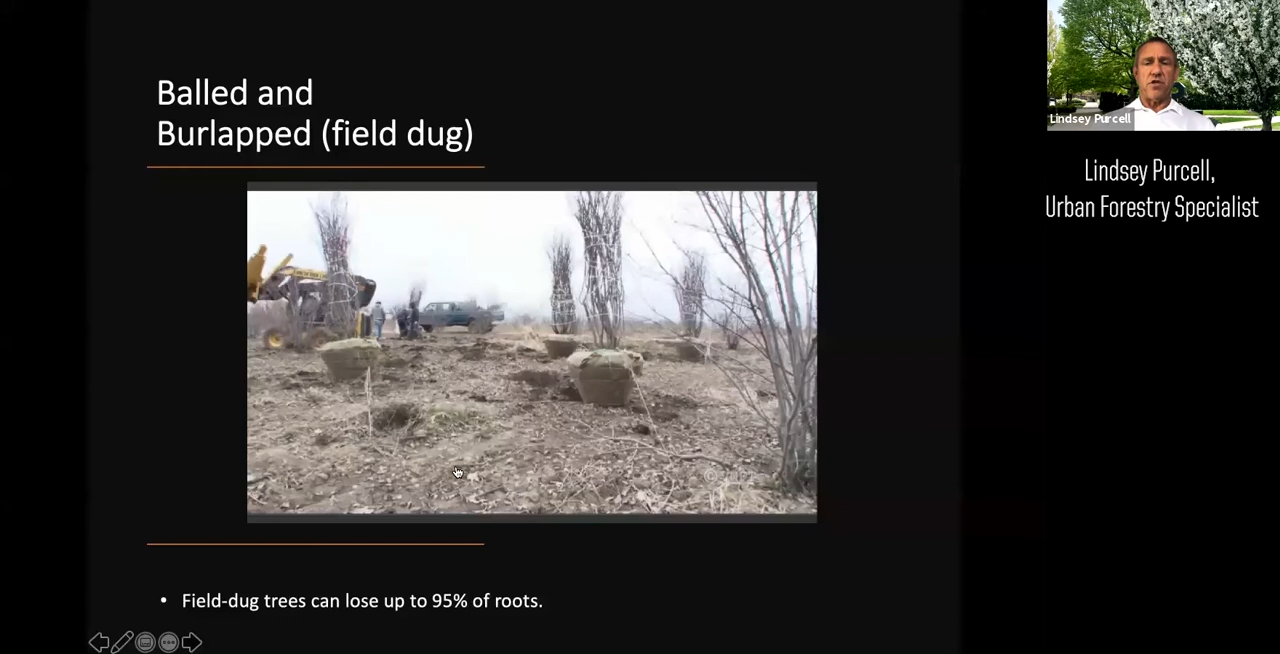 Balled and
Burlapped (field dug)
Lindsey Purcell
Lindsey Purcell,
Urban Forestry Specialist
• Field-dug trees can lose up to 95% of roots.